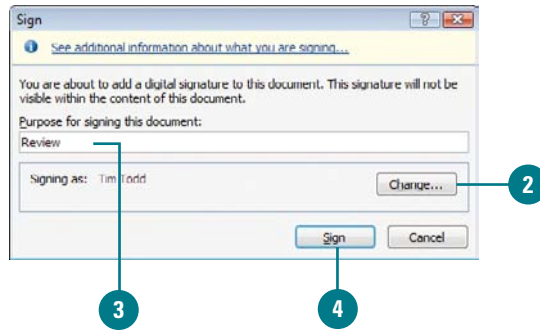 Sign
See additional information about what you are signing...
You are about to add a digital signature to this document. This signature will not be
visible within the content of this document.
Purpose for signing this document:
Review
Signing as: Tim Todd
Change...
2
Sign
Cancel
3
4